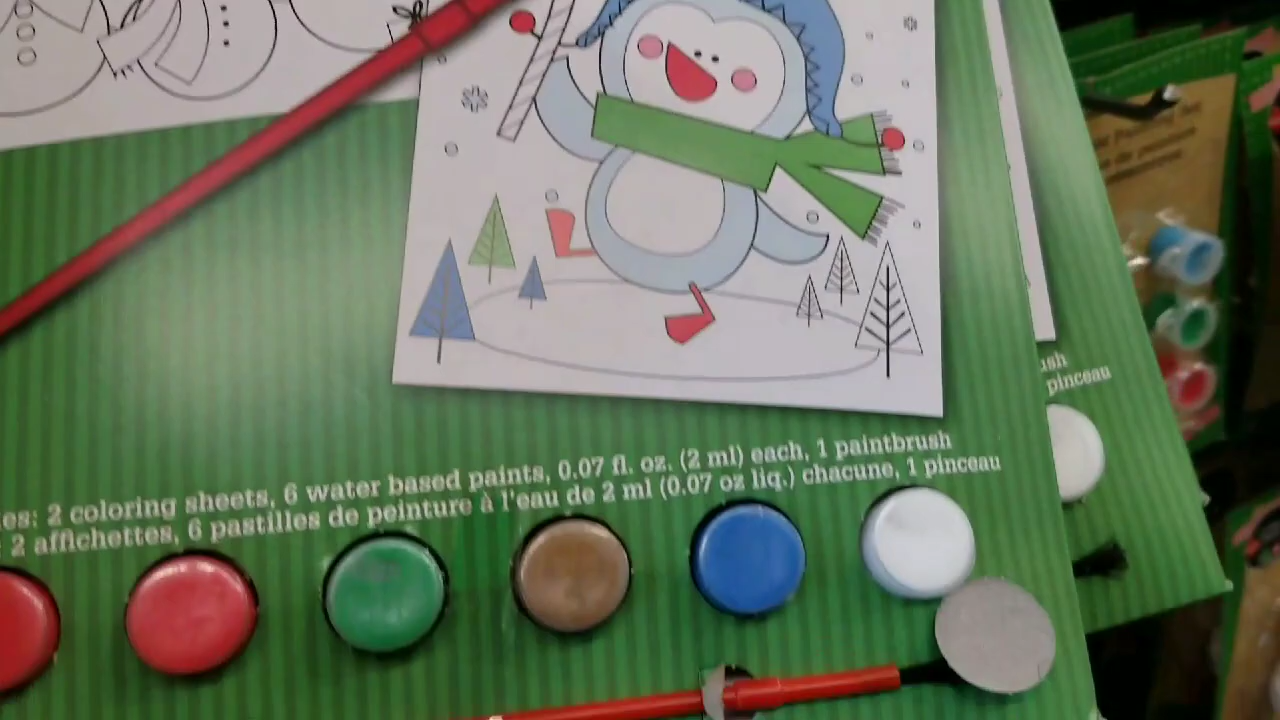 es: 2 coloring sheets, 6 water based paints, 0.07 fl. oz. (2 ml) each, 1 paintbrush
: 2 affichettes, 6 pastilles de peinture à l'eau de 2 ml (0.07 oz liq.) chacune, 1 pinceau
ush
pinceau